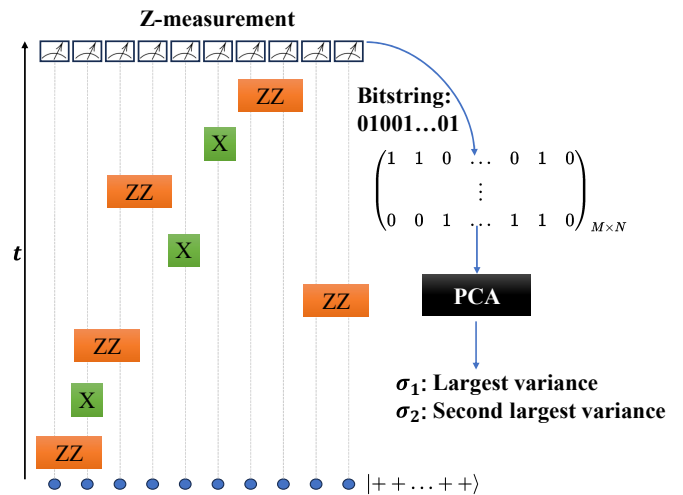 Z-measurement
ZZ
Bitstring:
01001...01
X
1 1 0 ... 0 1 0
⋮
0 0 1 ... 1 1 0
M×N
ZZ
X
t
ZZ
PCA
ZZ
σ₁: Largest variance
X
σ₂: Second largest variance
ZZ
|++...++⟩